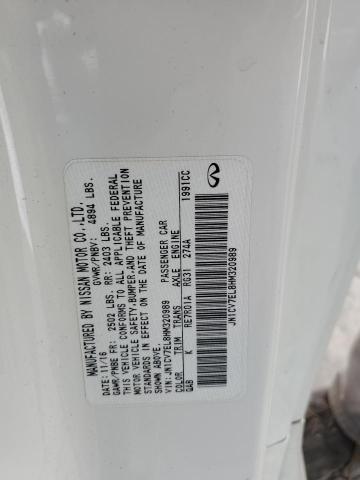 MANUFACTURED BY NISSAN MOTOR CO.,LTD.
DATE: 11/16 GVWR/PNBV: 4894 LBS.
GAWR/PNBE FR: 2502 LBS. RR: 2403 LBS.
THIS VEHICLE CONFORMS TO ALL APPLICABLE FEDERAL
MOTOR VEHICLE SAFETY,BUMPER,AND THEFT PREVENTION
STANDARDS IN EFFECT ON THE DATE OF MANUFACTURE
SHOWN ABOVE.
VIN: JN1CV7EL8HM320989 PASSENGER CAR
COLOR TRIM TRANS AXLE ENGINE
QAB K RE7R01A RG31 274A 1991CC
JN1CV7EL8HM320989